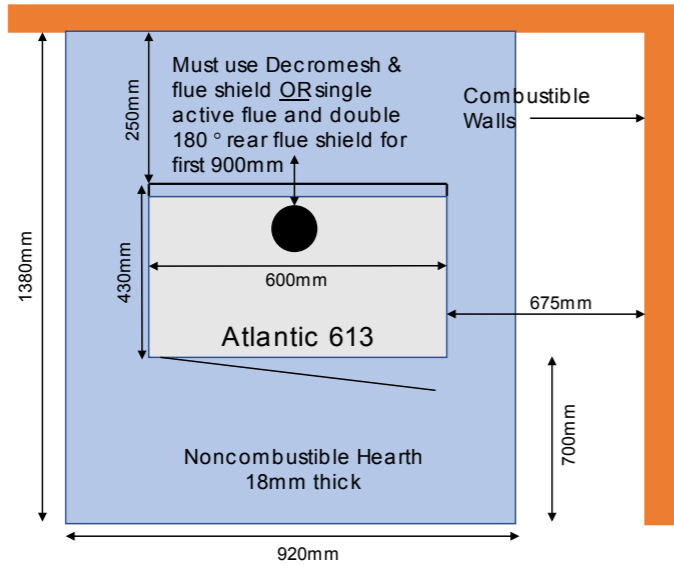 Must use Decromesh &
flue shield OR single
active flue and double
180 ° rear flue shield for
first 900mm
Combustible
Walls
250mm
1380mm
430mm
600mm
675mm
Atlantic 613
700mm
Noncombustible Hearth
18mm thick
920mm